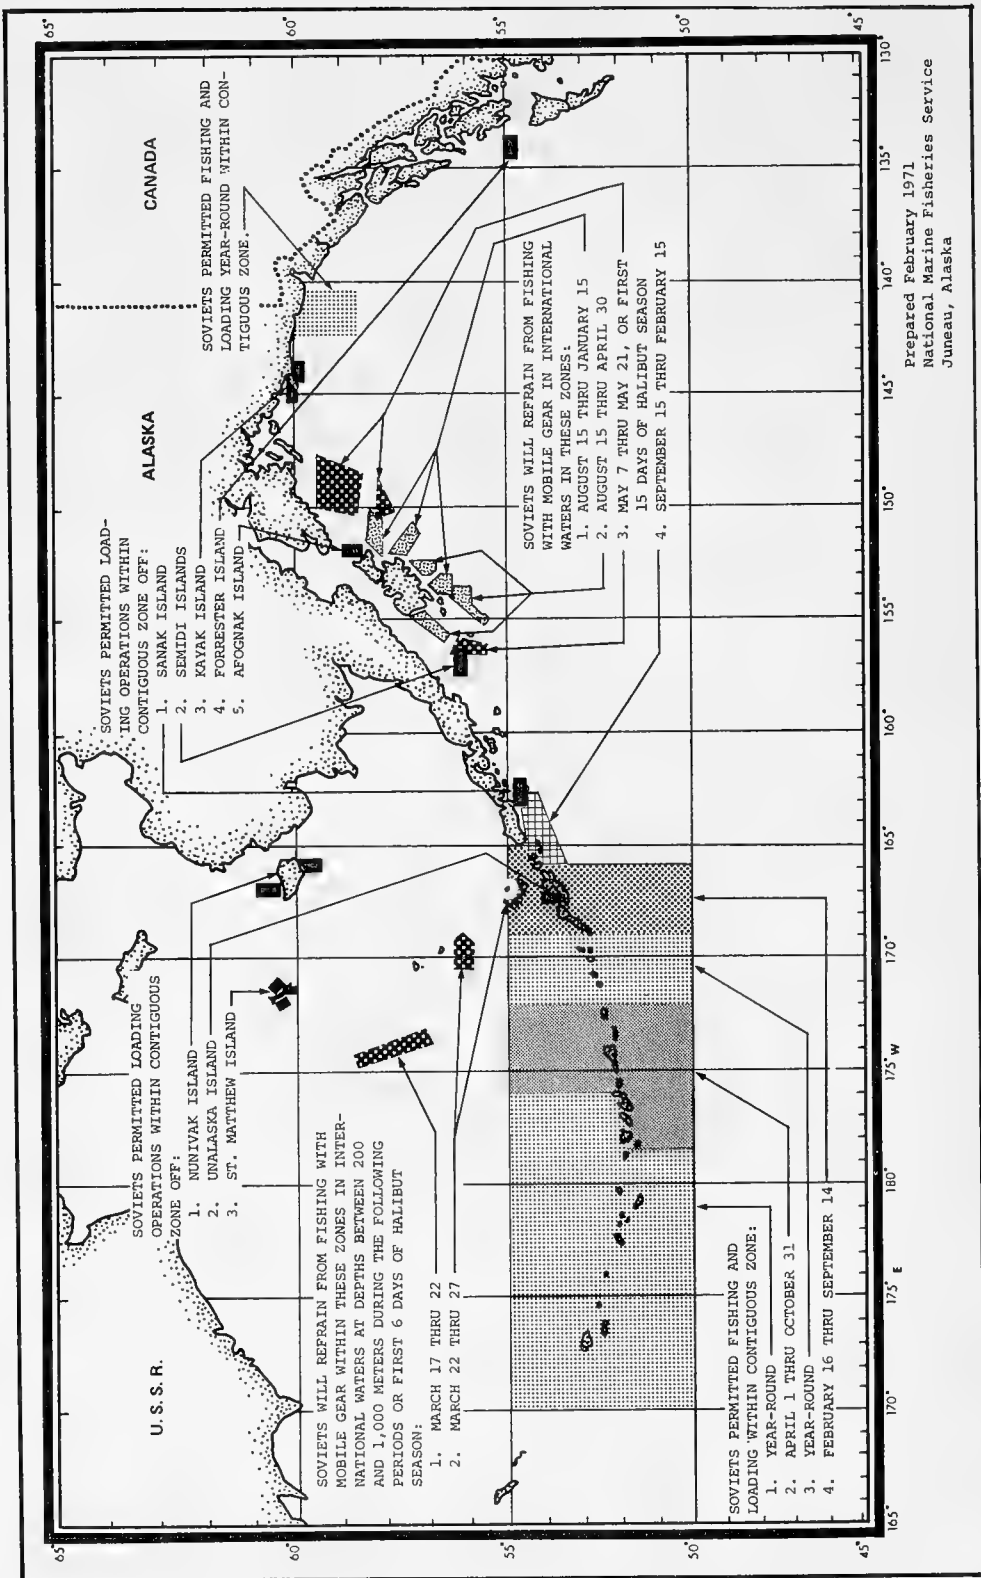 U. S. S. R.
ALASKA
CANADA
SOVIETS PERMITTED LOADING
OPERATIONS WITHIN CONTIGUOUS
ZONE OFF:
1. NUNIVAK ISLAND
2. UNALASKA ISLAND
3. ST. MATTHEW ISLAND
SOVIETS PERMITTED LOAD-
ING OPERATIONS WITHIN
CONTIGUOUS ZONE OFF:
1. SANAK ISLAND
2. SEMIDI ISLANDS
3. KAYAK ISLAND
4. FORRESTER ISLAND
5. AFOGNAK ISLAND
SOVIETS PERMITTED FISHING AND
LOADING YEAR-ROUND WITHIN CON-
TIGUOUS ZONE.
SOVIETS WILL REFRAIN FROM FISHING WITH
MOBILE GEAR WITHIN THESE ZONES IN INTER-
NATIONAL WATERS AT DEPTHS BETWEEN 200
AND 1,000 METERS DURING THE FOLLOWING
PERIODS OR FIRST 6 DAYS OF HALIBUT
SEASON:
1. MARCH 17 THRU 22
2. MARCH 22 THRU 27
SOVIETS WILL REFRAIN FROM FISHING
WITH MOBILE GEAR IN INTERNATIONAL
WATERS IN THESE ZONES:
1. AUGUST 15 THRU JANUARY 15
2. AUGUST 15 THRU APRIL 30
3. MAY 7 THRU MAY 21, OR FIRST
15 DAYS OF HALIBUT SEASON
4. SEPTEMBER 15 THRU FEBRUARY 15
SOVIETS PERMITTED FISHING AND
LOADING WITHIN CONTIGUOUS ZONE:
1. YEAR-ROUND
2. APRIL 1 THRU OCTOBER 31
3. YEAR-ROUND
4. FEBRUARY 16 THRU SEPTEMBER 14
65°
60°
55°
50°
45°
65°
60°
55°
50°
45°
165°
170°
175°
E
180°
175°
W
170°
165°
160°
155°
150°
145°
140°
135°
130°
Prepared February 1971
National Marine Fisheries Service
Juneau, Alaska